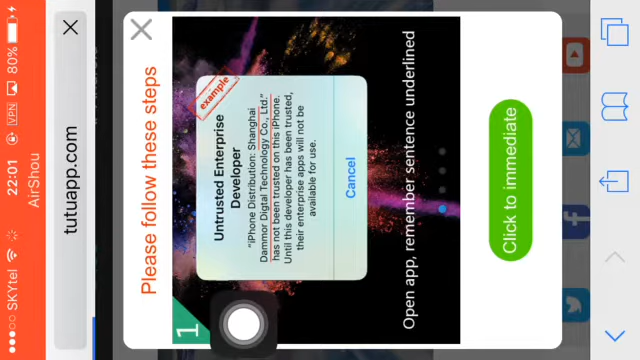 SKYtel
22:01
VPN
80%
AirShou
tutuapp.com
Please follow these steps
1
example
Untrusted Enterprise
Developer
"iPhone Distribution: Shanghai
Dammor Digtal Technology Co., Ltd."
has not been trusted on this iPhone.
Until this developer has been trusted,
their enterprise apps will not be
available for use.
Cancel
Open app, remember sentence underlined
Click to immediate